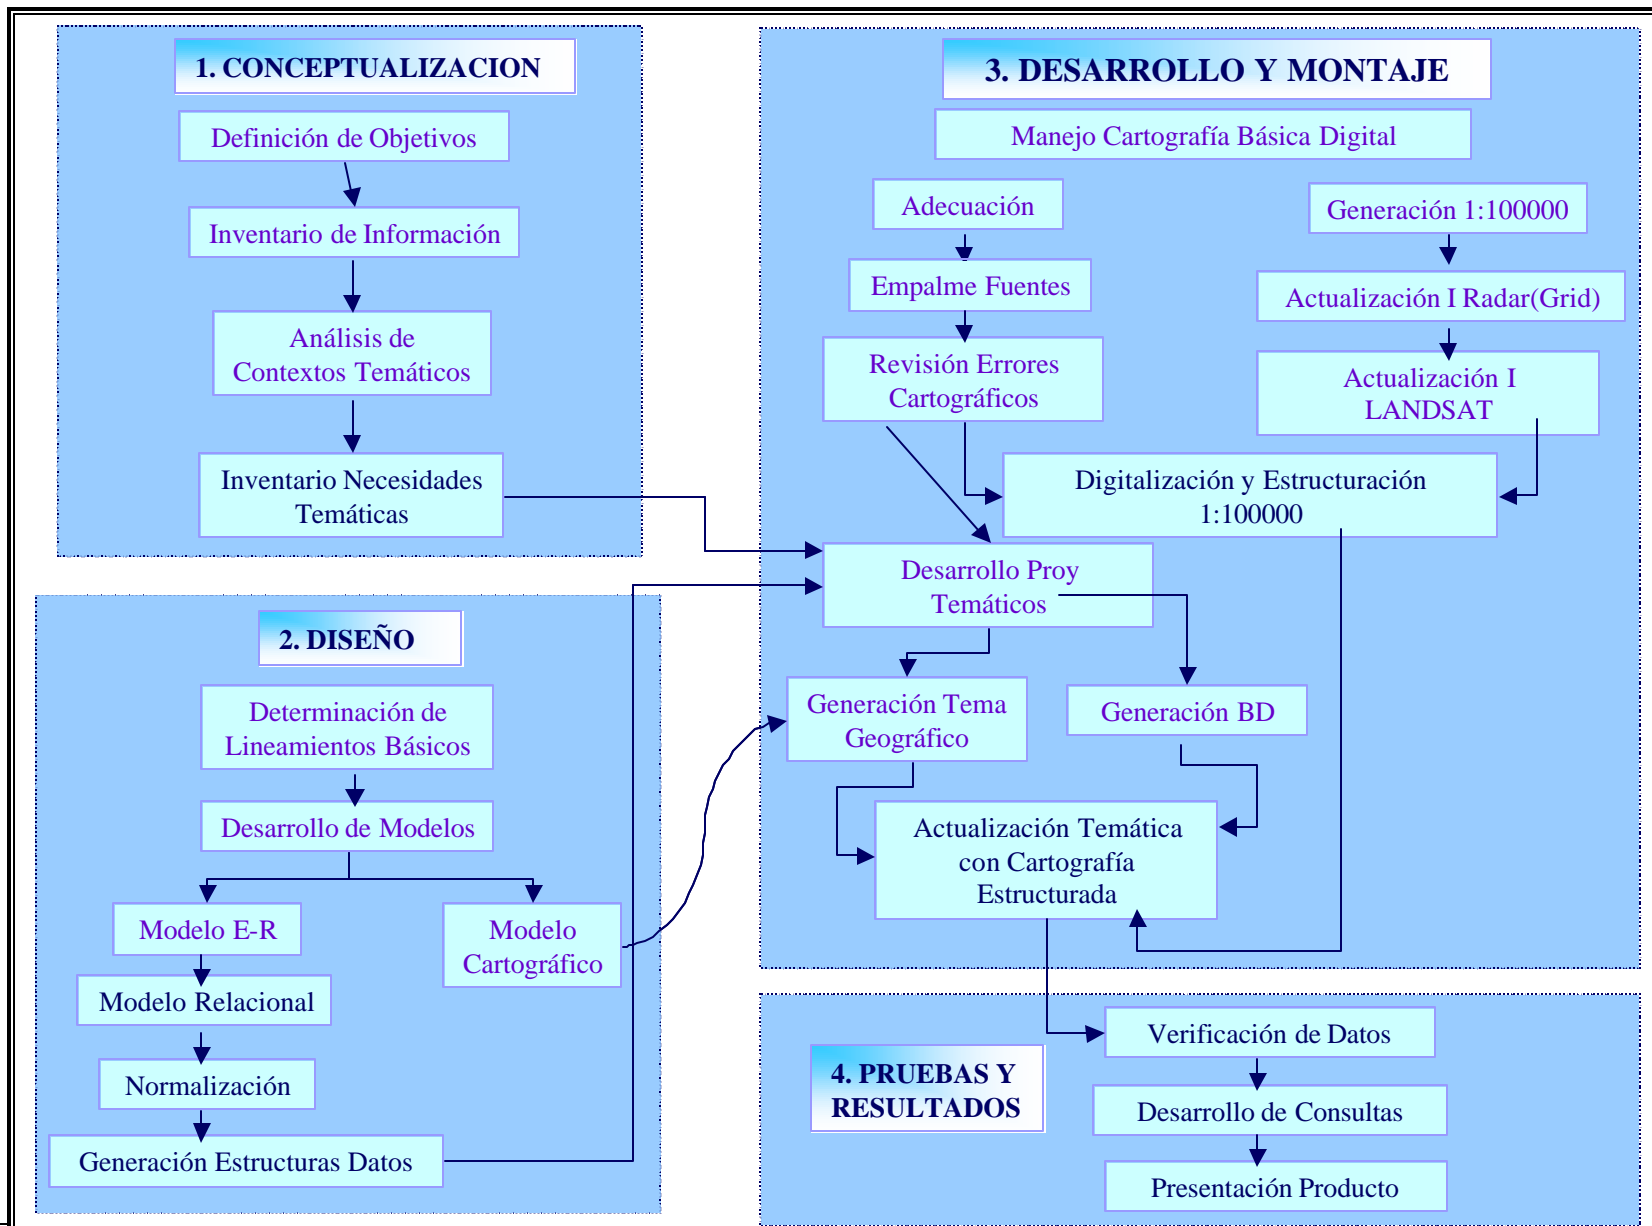 1. CONCEPTUALIZACION
Definición de Objetivos
Inventario de Información
Análisis de
Contextos Temáticos
Inventario Necesidades
Temáticas
2. DISEÑO
Determinación de
Lineamientos Básicos
Desarrollo de Modelos
Modelo E-R
Modelo
Cartográfico
Modelo Relacional
Normalización
Generación Estructuras Datos
3. DESARROLLO Y MONTAJE
Manejo Cartografía Básica Digital
Adecuación
Generación 1:100000
Empalme Fuentes
Actualización I Radar(Grid)
Revisión Errores
Cartográficos
Actualización I
LANDSAT
Digitalización y Estructuración
1:100000
Desarrollo Proy
Temáticos
Generación Tema
Geográfico
Generación BD
Actualización Temática
con Cartografía
Estructurada
4. PRUEBAS Y
RESULTADOS
Verificación de Datos
Desarrollo de Consultas
Presentación Producto